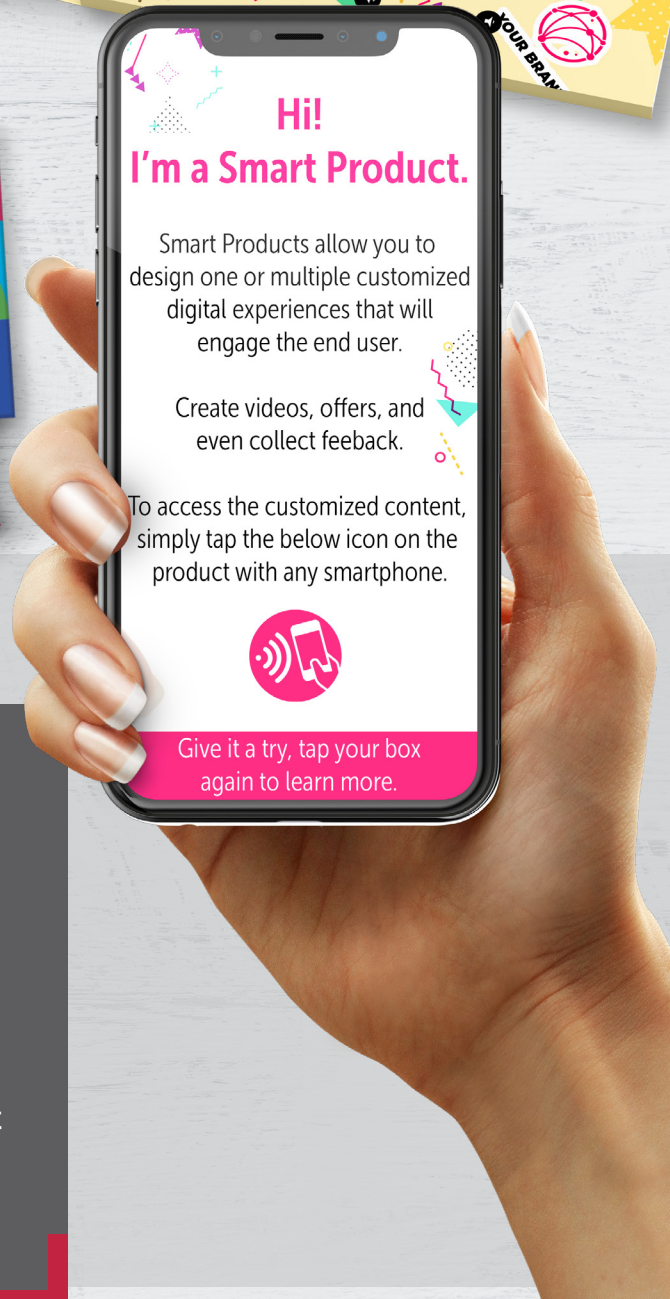 YOUR BRAN
Hi!
I'm a Smart Product.
Smart Products allow you to
design one or multiple customized
digital experiences that will
engage the end user.
Create videos, offers, and
even collect feeback.
To access the customized content,
simply tap the below icon on the
product with any smartphone.
Give it a try, tap your box
again to learn more.